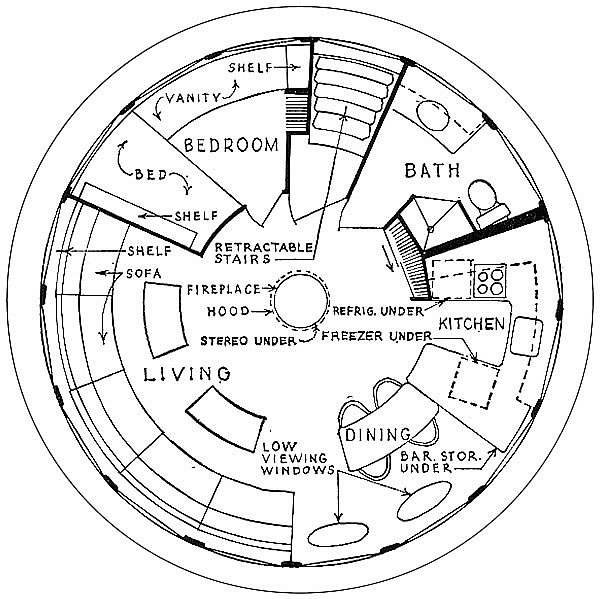 SHELF
VANITY
BEDROOM
BATH
BED
SHELF
SHELF
RETRACTABLE
STAIRS
SOFA
FIREPLACE
HOOD
REFRIG. UNDER
STEREO UNDER
FREEZER UNDER
KITCHEN
LIVING
DINING
LOW
VIEWING
WINDOWS
BAR. STOR.
UNDER